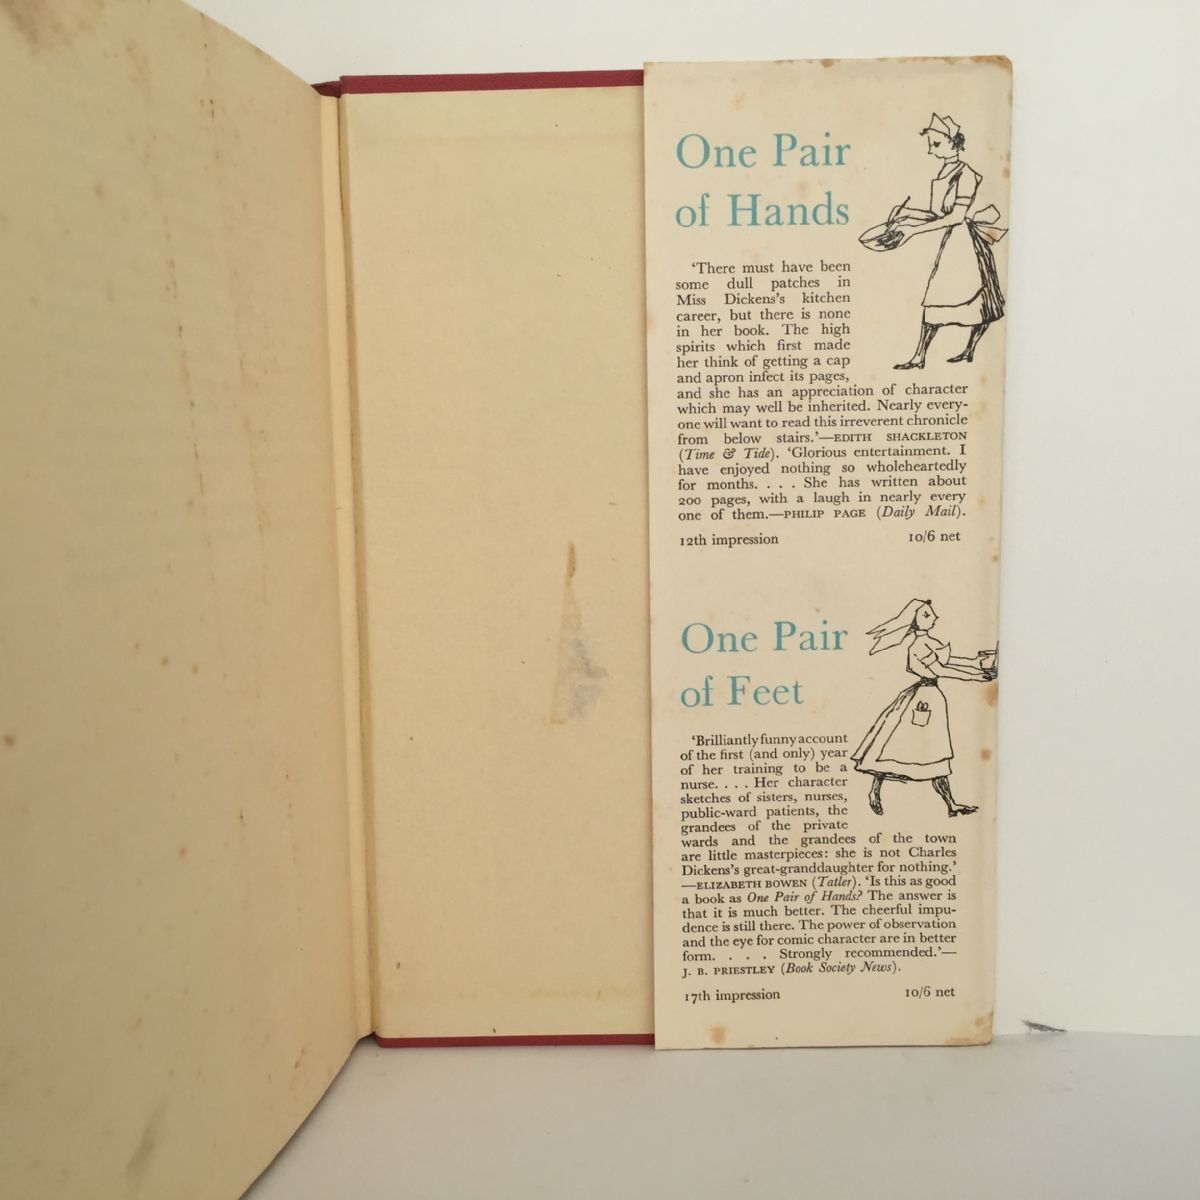 One Pair
of Hands
‘There must have been
some dull patches in
Miss Dickens's kitchen
career, but there is none
in her book. The high
spirits which first made
her think of getting a cap
and apron infect its pages,
and she has an appreciation of character
which may well be inherited. Nearly every-
one will want to read this irreverent chronicle
from below stairs.’—EDITH SHACKLETON
(Time & Tide). ‘Glorious entertainment. I
have enjoyed nothing so wholeheartedly
for months. . . . She has written about
200 pages, with a laugh in nearly every
one of them.—PHILIP PAGE (Daily Mail).
12th impression 10/6 net
One Pair
of Feet
‘Brilliantly funny account
of the first (and only) year
of her training to be a
nurse. . . . Her character
sketches of sisters, nurses,
public-ward patients, the
grandees of the private
wards and the grandees of the town
are little masterpieces: she is not Charles
Dickens's great-granddaughter for nothing.’
—ELIZABETH BOWEN (Tatler). ‘Is this as good
a book as One Pair of Hands? The answer is
that it is much better. The cheerful impu-
dence is still there. The power of observation
and the eye for comic character are in better
form. . . . Strongly recommended.’—
J. B. PRIESTLEY (Book Society News).
17th impression 10/6 net